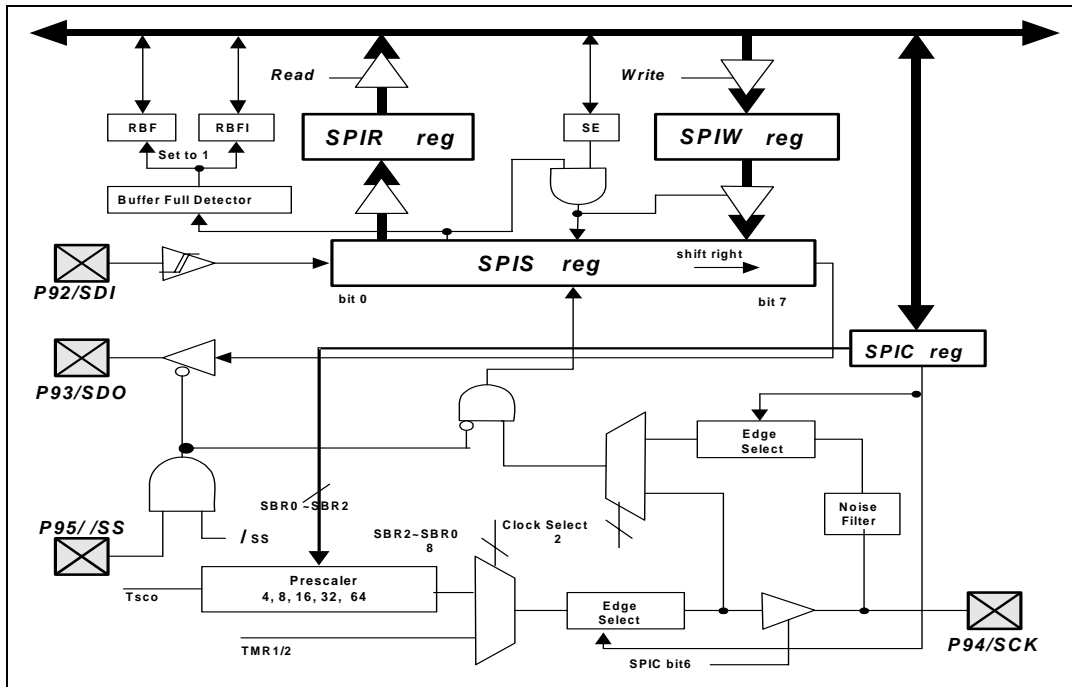 Read
Write
RBF
RBFI
SPIR reg
SE
SPIW reg
Set to 1
Buffer Full Detector
SPIS reg
shift right
P92/SDI
bit 0
bit 7
SPIC reg
P93/SDO
Edge
Select
Noise
Filter
SBR0 ~SBR2
P95/ /SS
/ SS
Clock Select
2
SBR2~SBR0
8
Prescaler
4, 8, 16, 32, 64
Tsco
Edge
Select
TMR1/2
SPIC bit6
P94/SCK